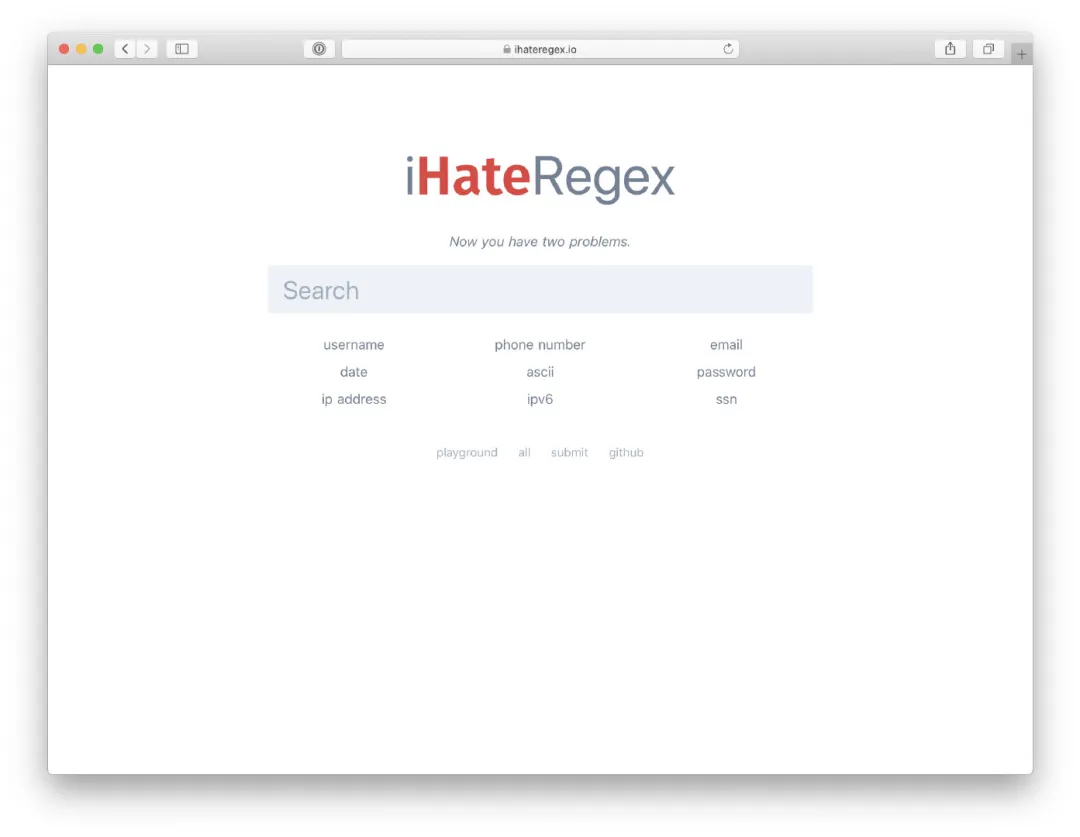 ihateregex.io
iHateRegex
Now you have two problems.
Search
username phone number email
date ascii password
ip address ipv6 ssn
playground all submit github